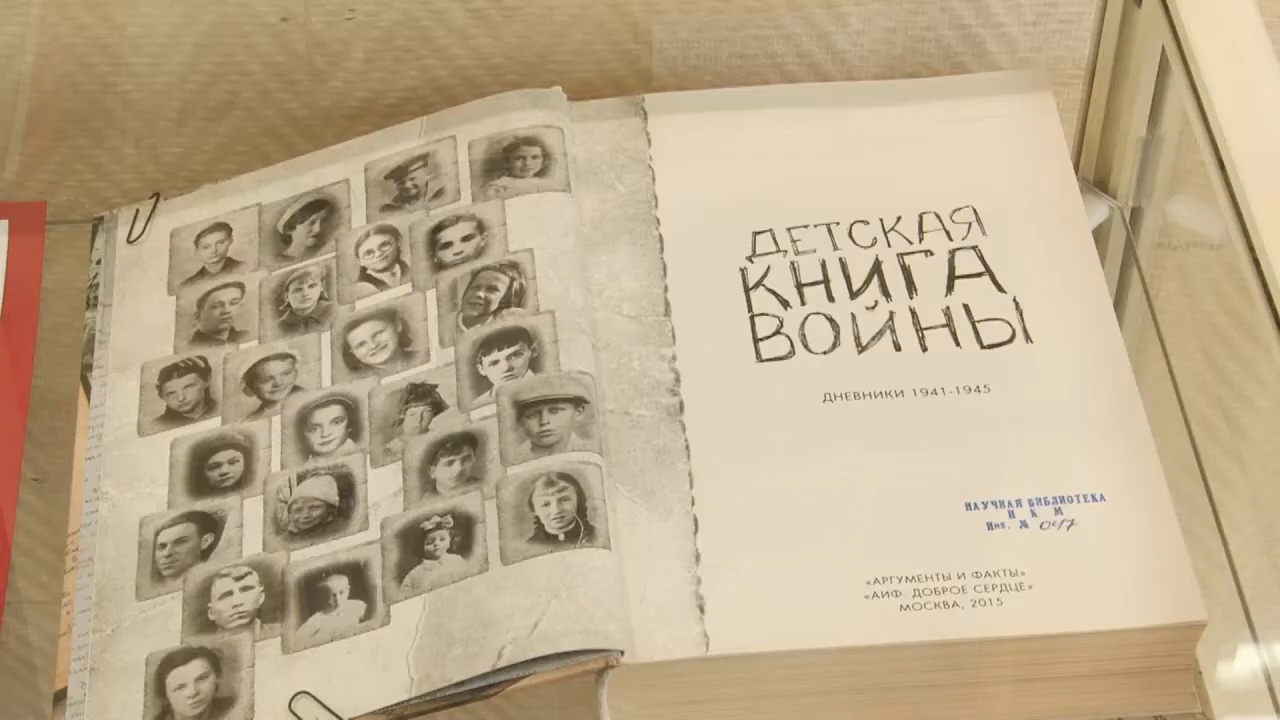 ДЕТСКАЯ
КНИГА
ВОЙНЫ
ДНЕВНИКИ 1941-1945
НАУЧНАЯ БИБЛИОТЕКА
И К М
Инв. № 047
«АРГУМЕНТЫ И ФАКТЫ»
«АИФ. ДОБРОЕ СЕРДЦЕ»
МОСКВА, 2015